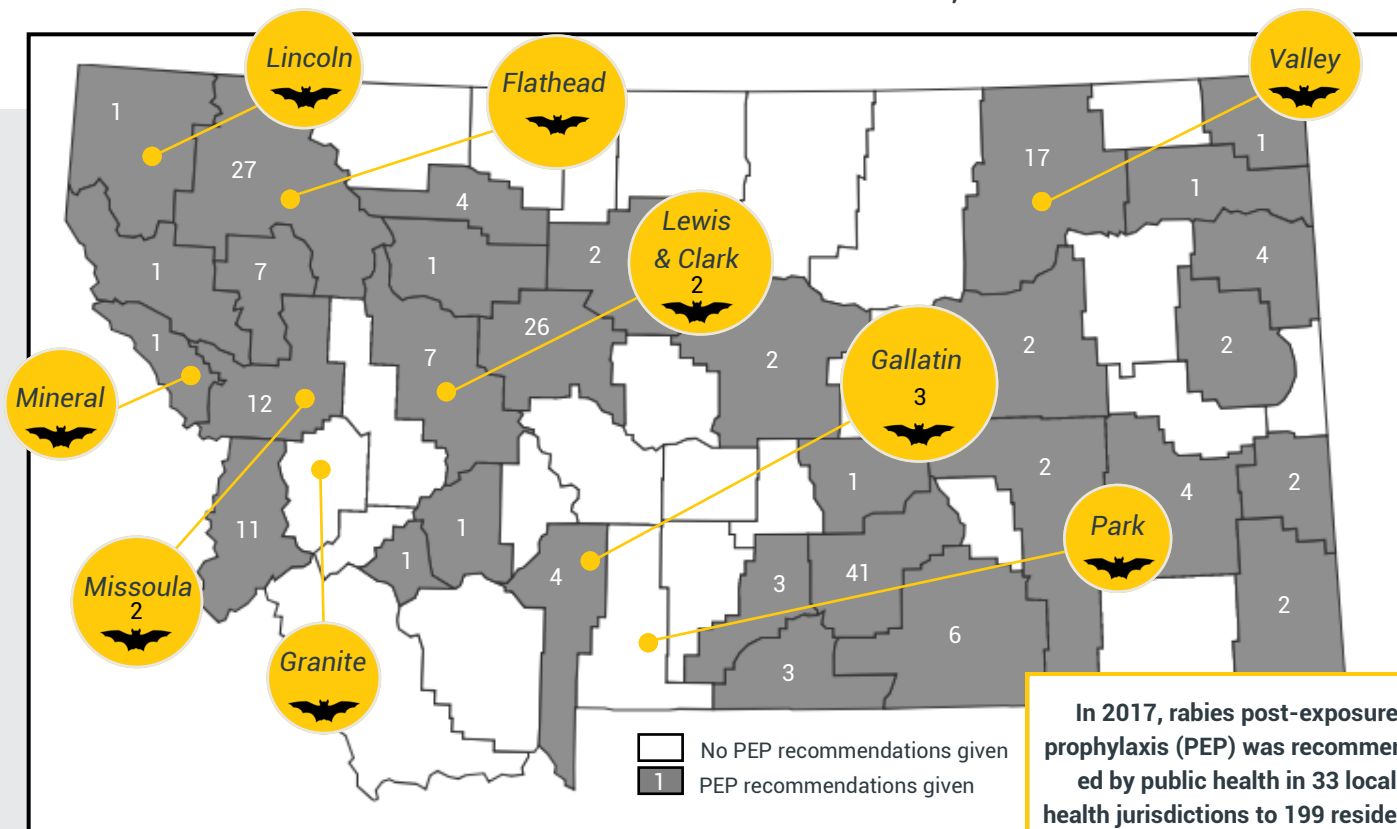 Lincoln
Flathead
Valley
1
27
17
1
4
1
Lewis
& Clark
2
2
4
1
7
1
26
Gallatin
3
2
2
1
7
2
Mineral
12
1
2
2
4
Park
11
1
1
4
3
41
2
Missoula
2
6
Granite
3
No PEP recommendations given
1
PEP recommendations given
In 2017, rabies post-exposure
prophylaxis (PEP) was recommen
ed by public health in 33 local
health jurisdictions to 199 reside